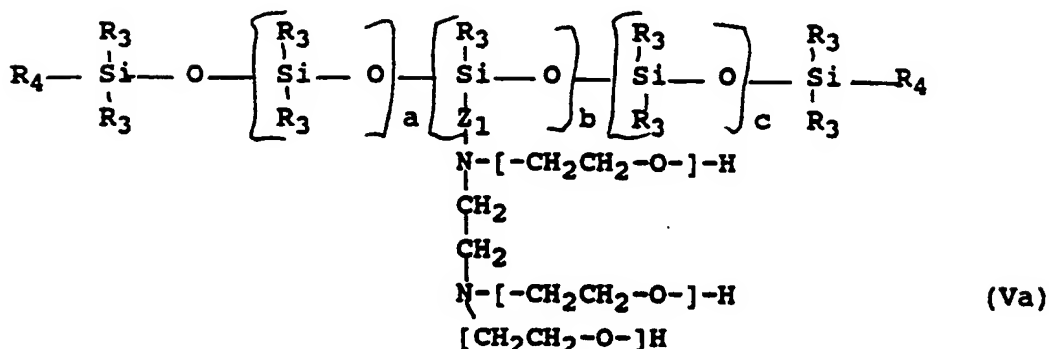 R3 R3 R3 R3 R3
R4—Si—O—[Si—O—]a[Si—O—]b[Si—O—]c Si—R4
R3 R3 Z1 R3 R3
N-[-CH2CH2-O-]-H
CH2
CH2
N-[-CH2CH2-O-]-H (Va)
[CH2CH2-O-]H